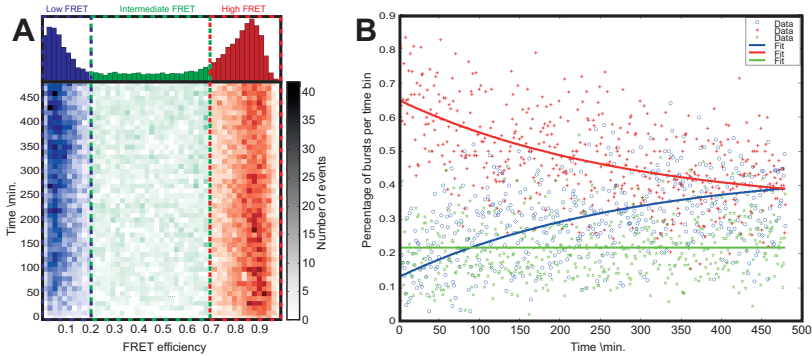 A
Low FRET
Intermediate FRET
High FRET
450
400
350
300
250
200
150
100
50
0
Time \min.
0.1 0.2 0.3 0.4 0.5 0.6 0.7 0.8 0.9
FRET efficiency
40
35
30
25
20
15
10
5
0
Number of events
B
0.9
0.8
0.7
0.6
0.5
0.4
0.3
0.2
0.1
0
Percentage of bursts per time bin
Data
Data
Data
Fit
Fit
Fit
0 50 100 150 200 250 300 350 400 450 500
Time \min.